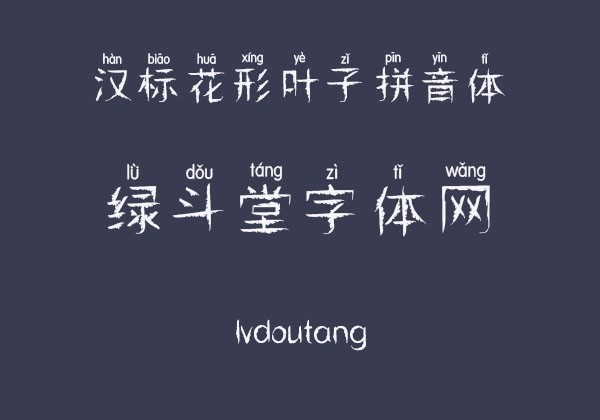 hàn biāo huā xíng yè zǐ pīn yīn tǐ
汉标花形叶子拼音体
lǜ dǒu táng zì tǐ wǎng
绿斗堂字体网
lvdoutang